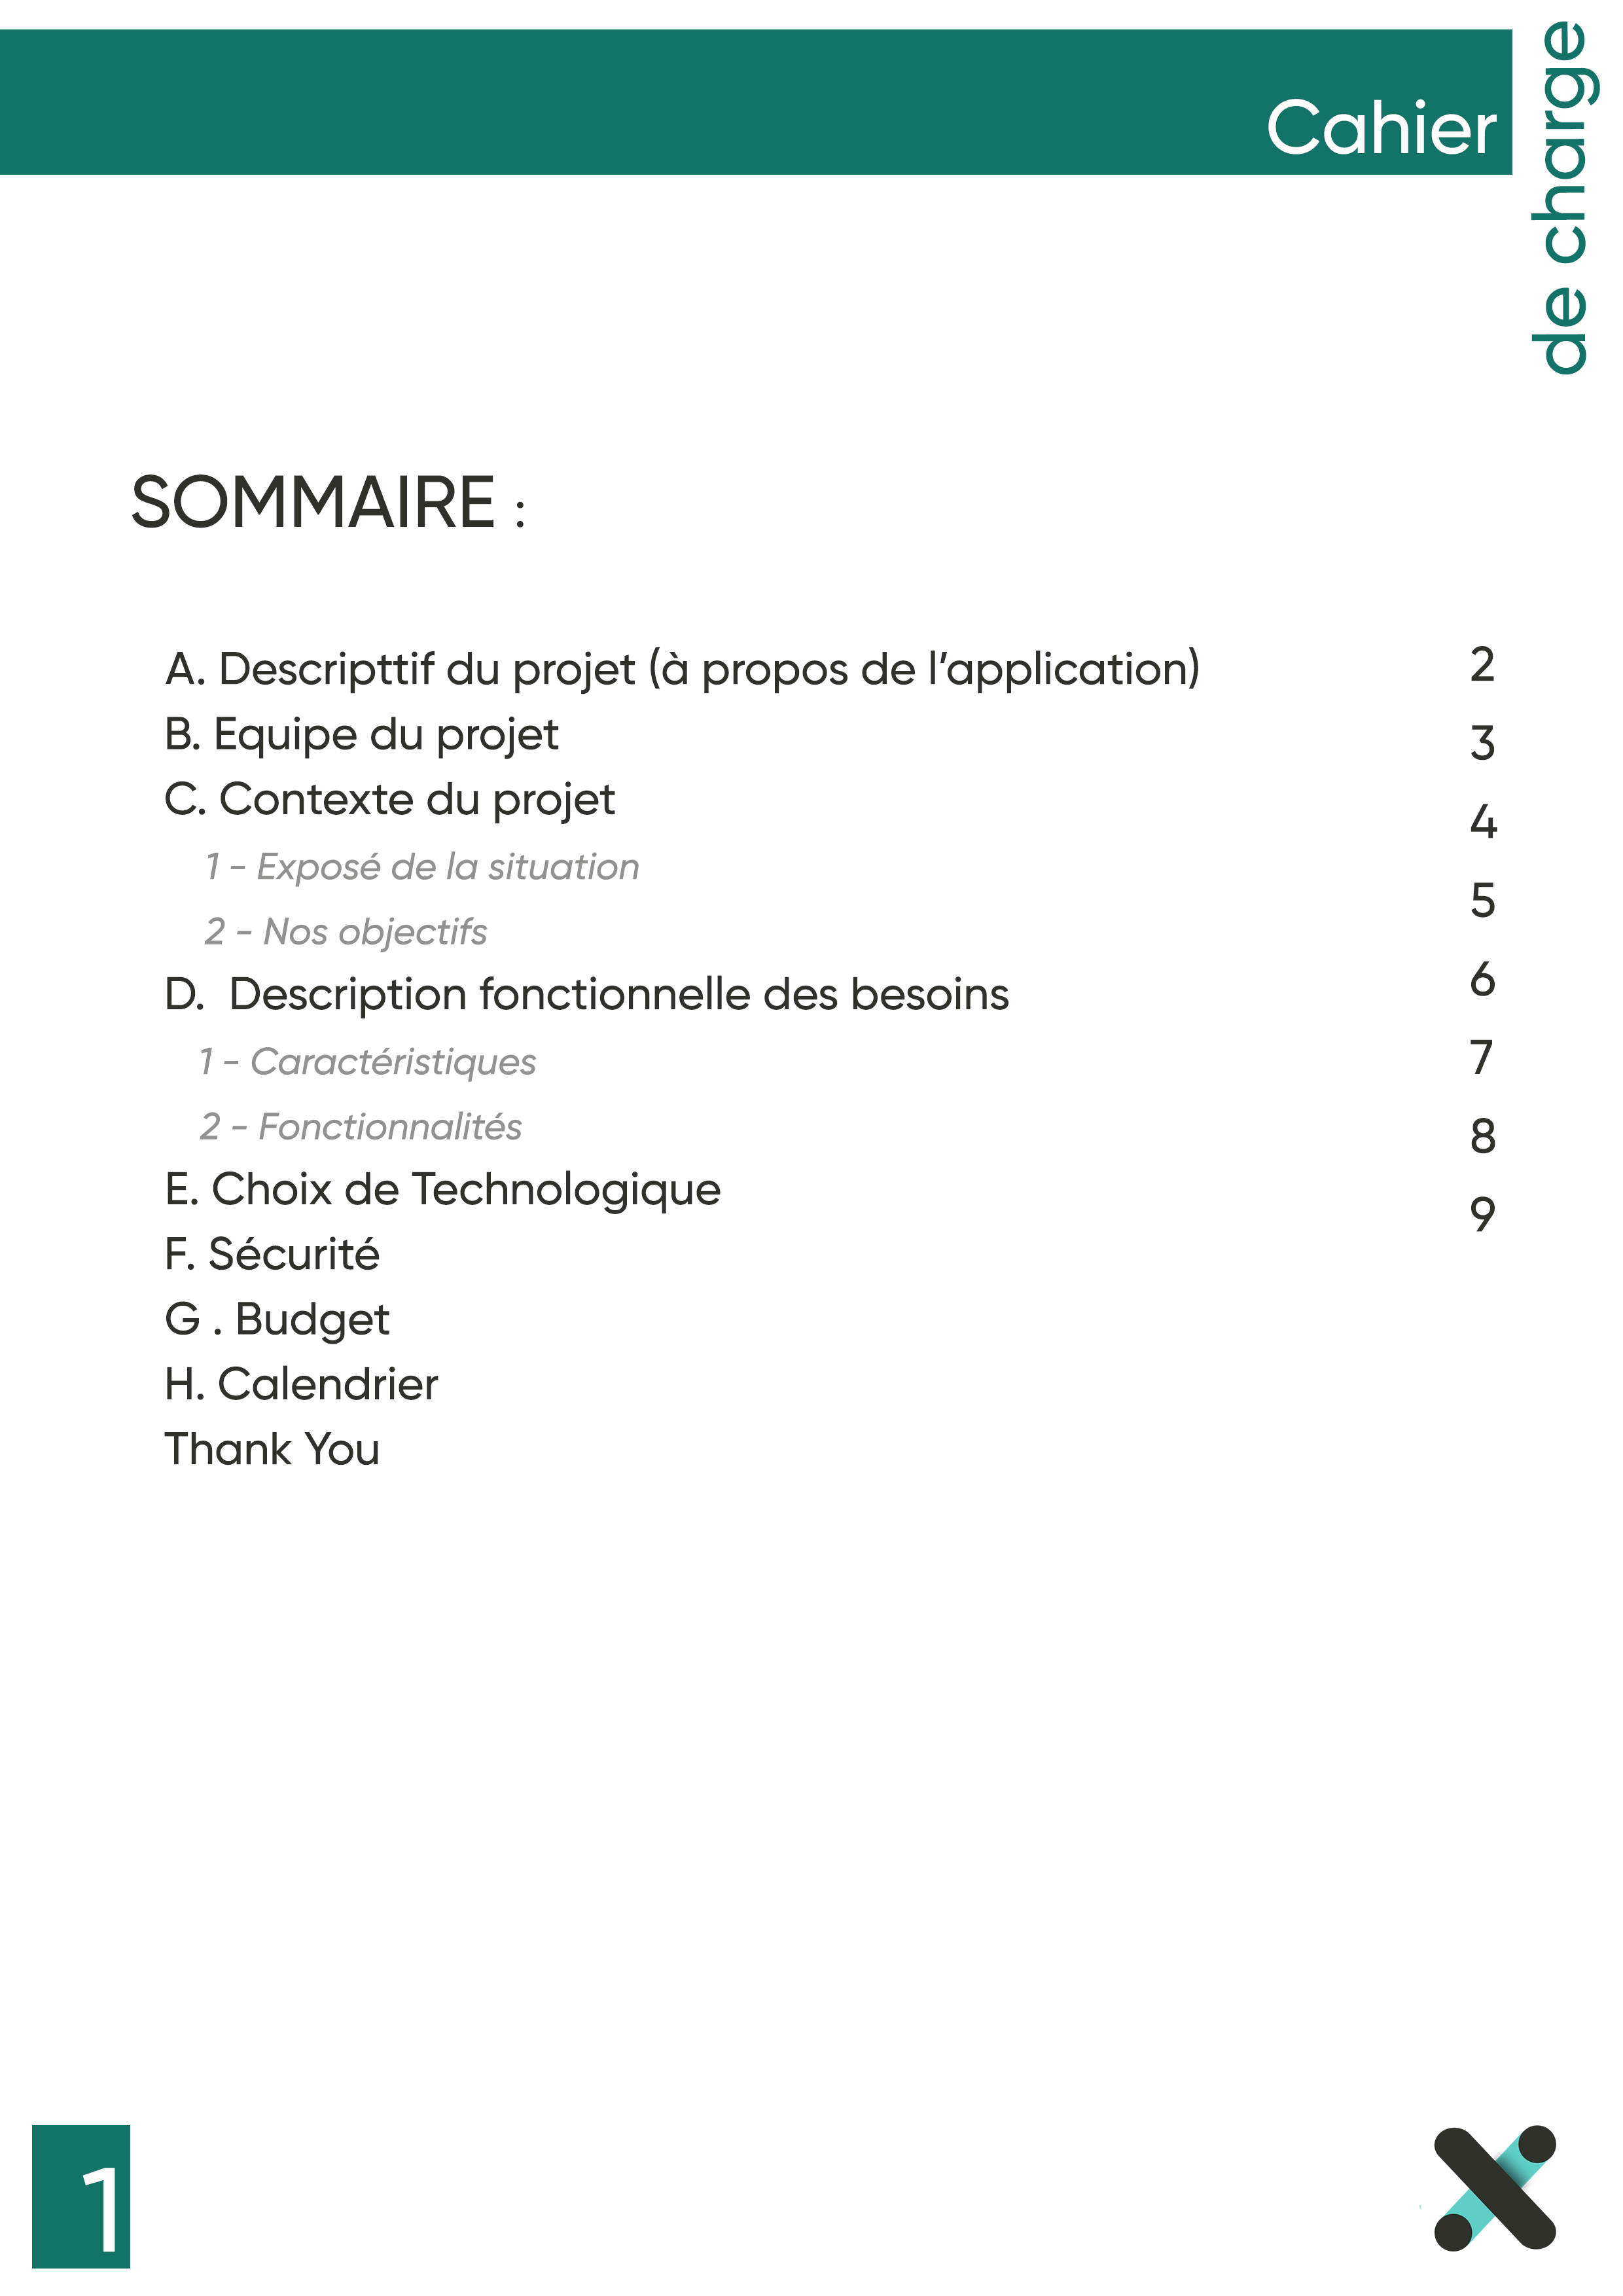 Cahier
de charge
SOMMAIRE :
A. Descripttif du projet (à propos de l’application)
B. Equipe du projet
C. Contexte du projet
1 - Exposé de la situation
2 - Nos objectifs
D.  Description fonctionnelle des besoins
1 - Caractéristiques
2 - Fonctionnalités
E. Choix de Technologique
F. Sécurité
G . Budget
H. Calendrier
Thank You
2
3
4
5
6
7
8
9
1